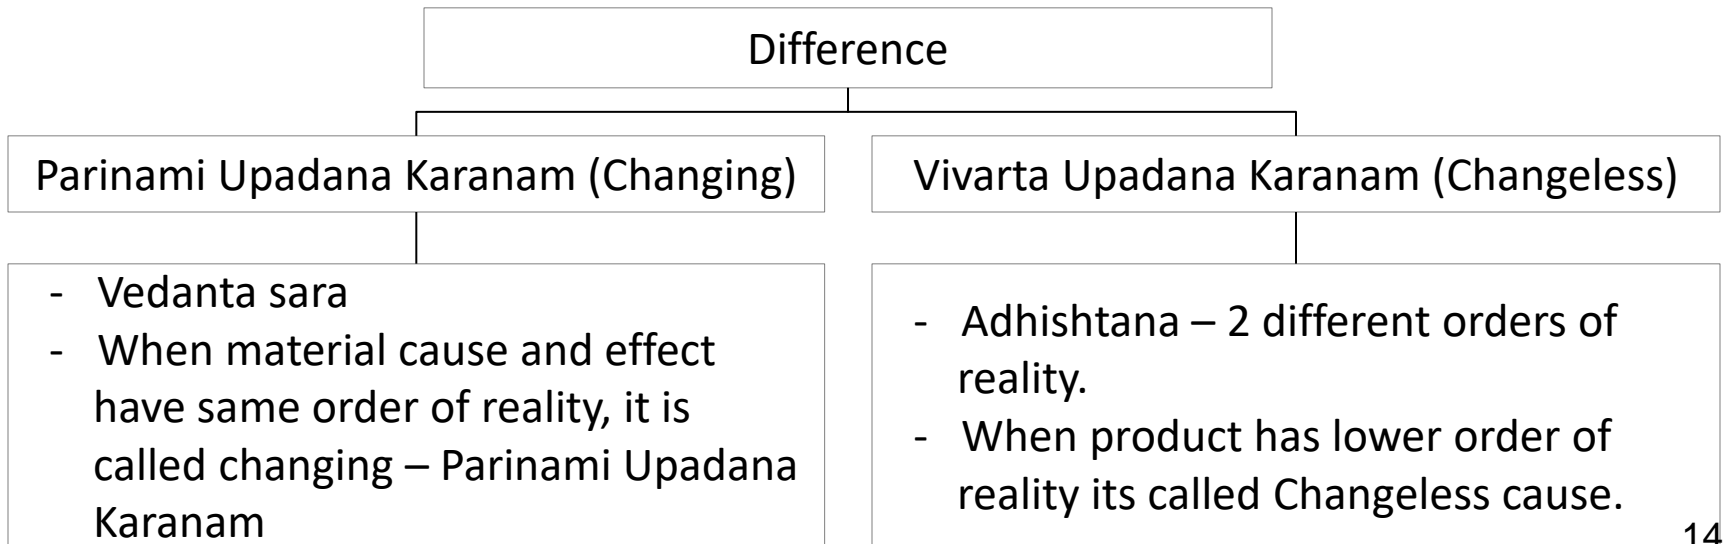 Difference
Parinami Upadana Karanam (Changing)
Vivarta Upadana Karanam (Changeless)
- Vedanta sara
- When material cause and effect
have same order of reality, it is
called changing – Parinami Upadana
Karanam
- Adhishtana – 2 different orders of
reality.
- When product has lower order of
reality its called Changeless cause.
14